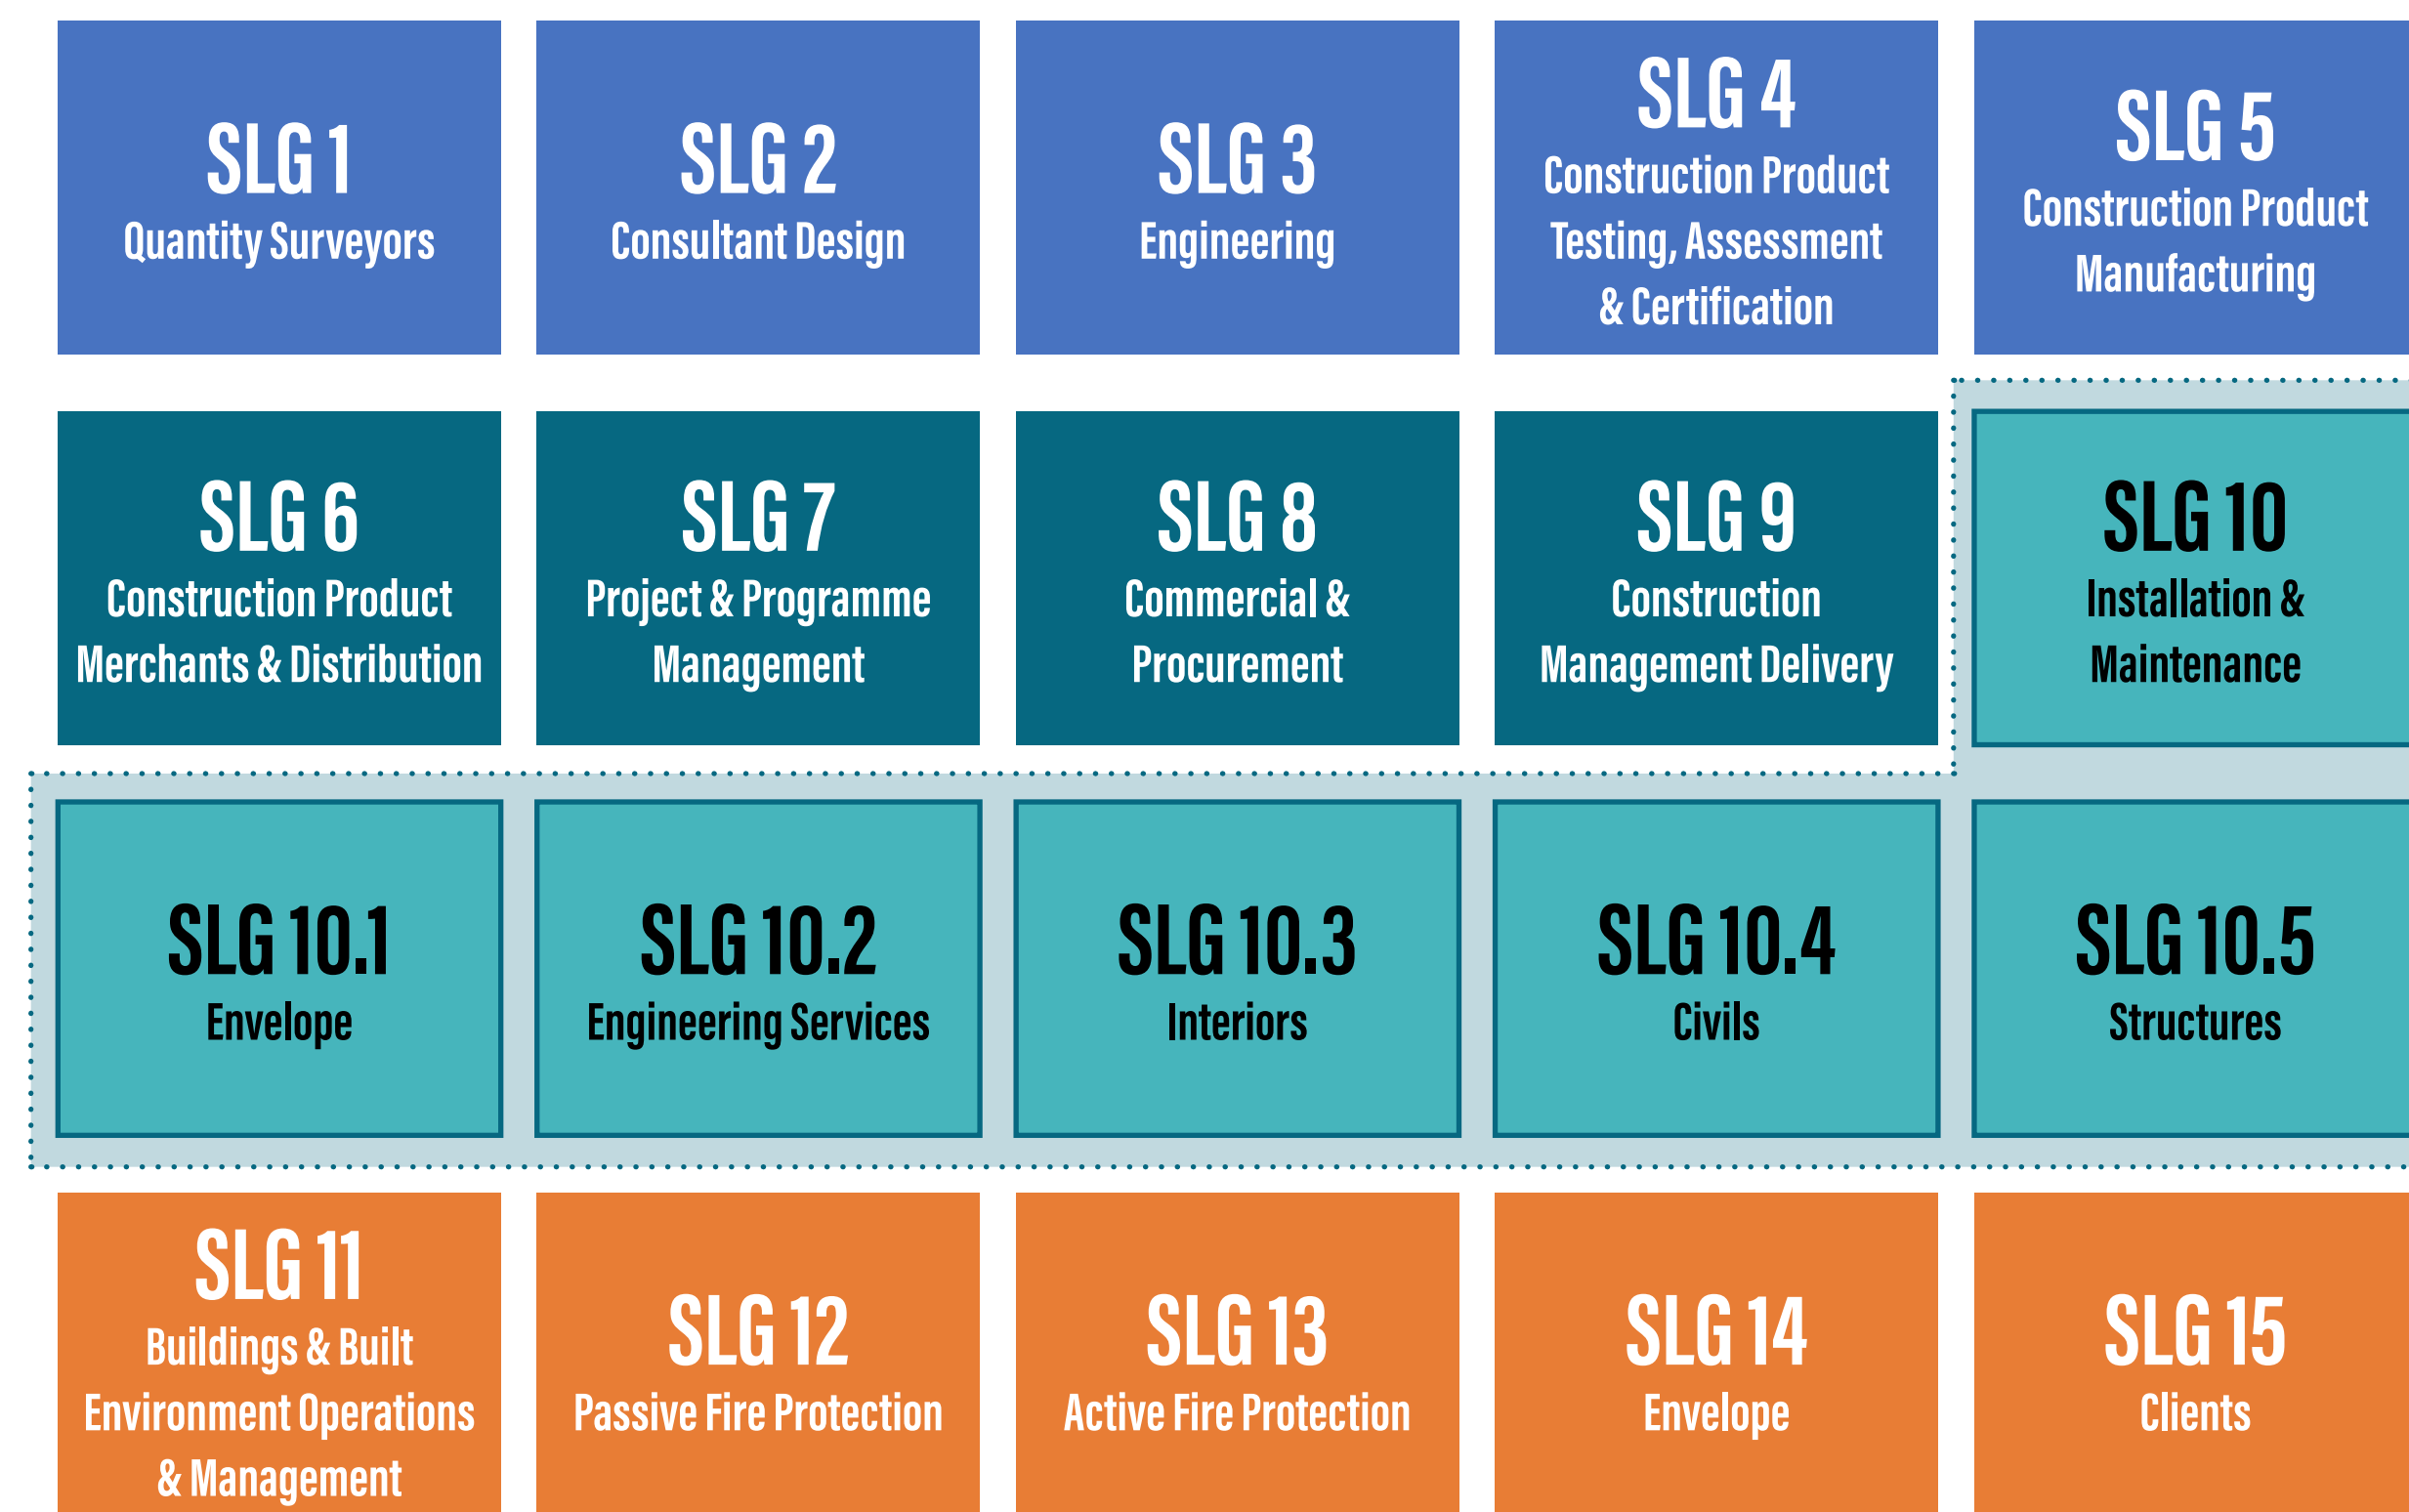 SLG 1
Quantity Surveyors
SLG 2
Consultant Design
SLG 3
Engineering
SLG 4
Construction Product
Testing, Assessment
& Certification
SLG 5
Construction Product
Manufacturing
SLG 6
Construction Product
Merchants & Distribution
SLG 7
Project & Programme
Management
SLG 8
Commercial &
Procurement
SLG 9
Construction
Management Delivery
SLG 10
Installation &
Maintenance
SLG 10.1
Envelope
SLG 10.2
Engineering Services
SLG 10.3
Interiors
SLG 10.4
Civils
SLG 10.5
Structures
SLG 11
Buildings & Built
Environment Operations
& Management
SLG 12
Passive Fire Protection
SLG 13
Active Fire Protection
SLG 14
Envelope
SLG 15
Clients